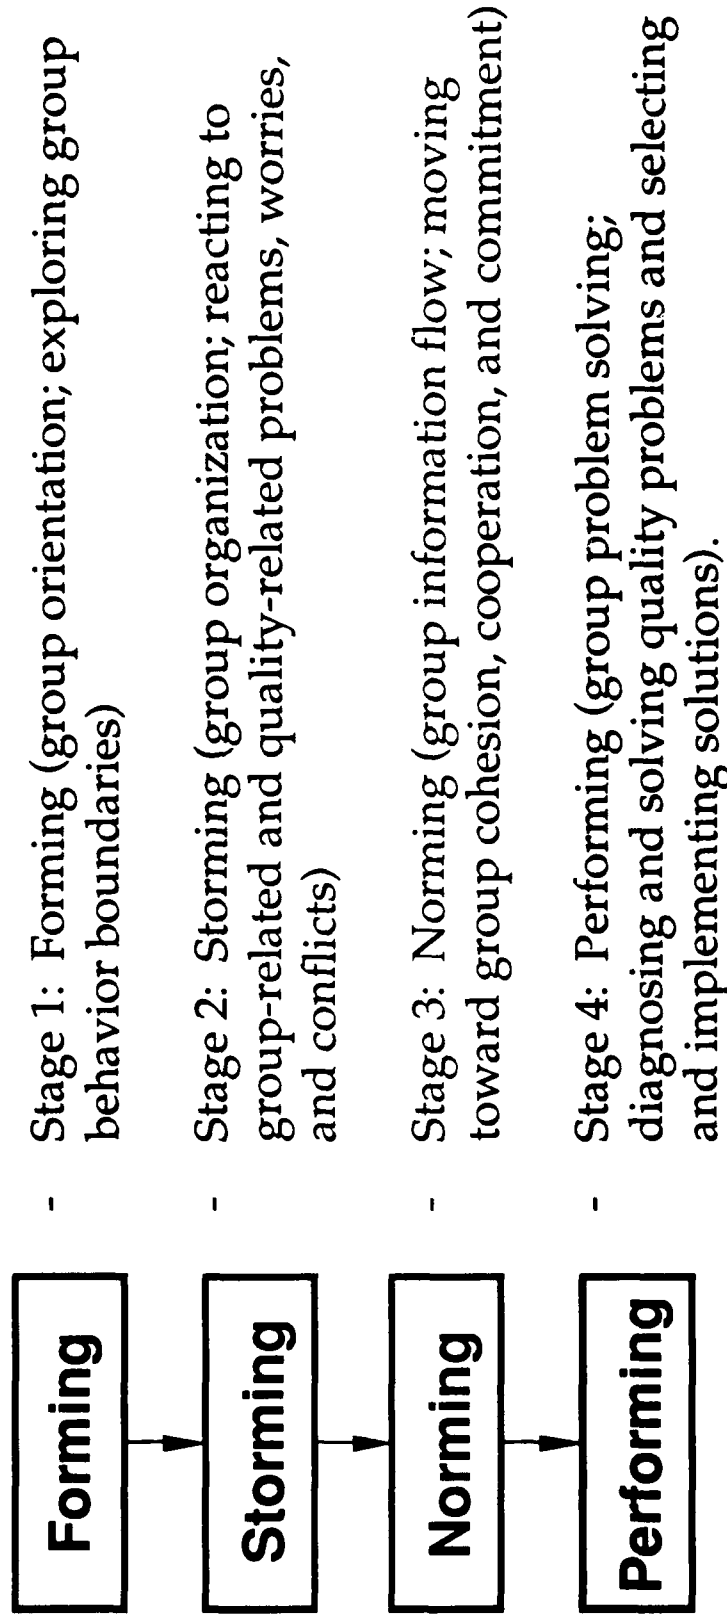 Forming
- Stage 1: Forming (group orientation; exploring group
behavior boundaries)
Storming
- Stage 2: Storming (group organization; reacting to
group-related and quality-related problems, worries,
and conflicts)
Norming
- Stage 3: Norming (group information flow; moving
toward group cohesion, cooperation, and commitment)
Performing
- Stage 4: Performing (group problem solving;
diagnosing and solving quality problems and selecting
and implementing solutions).